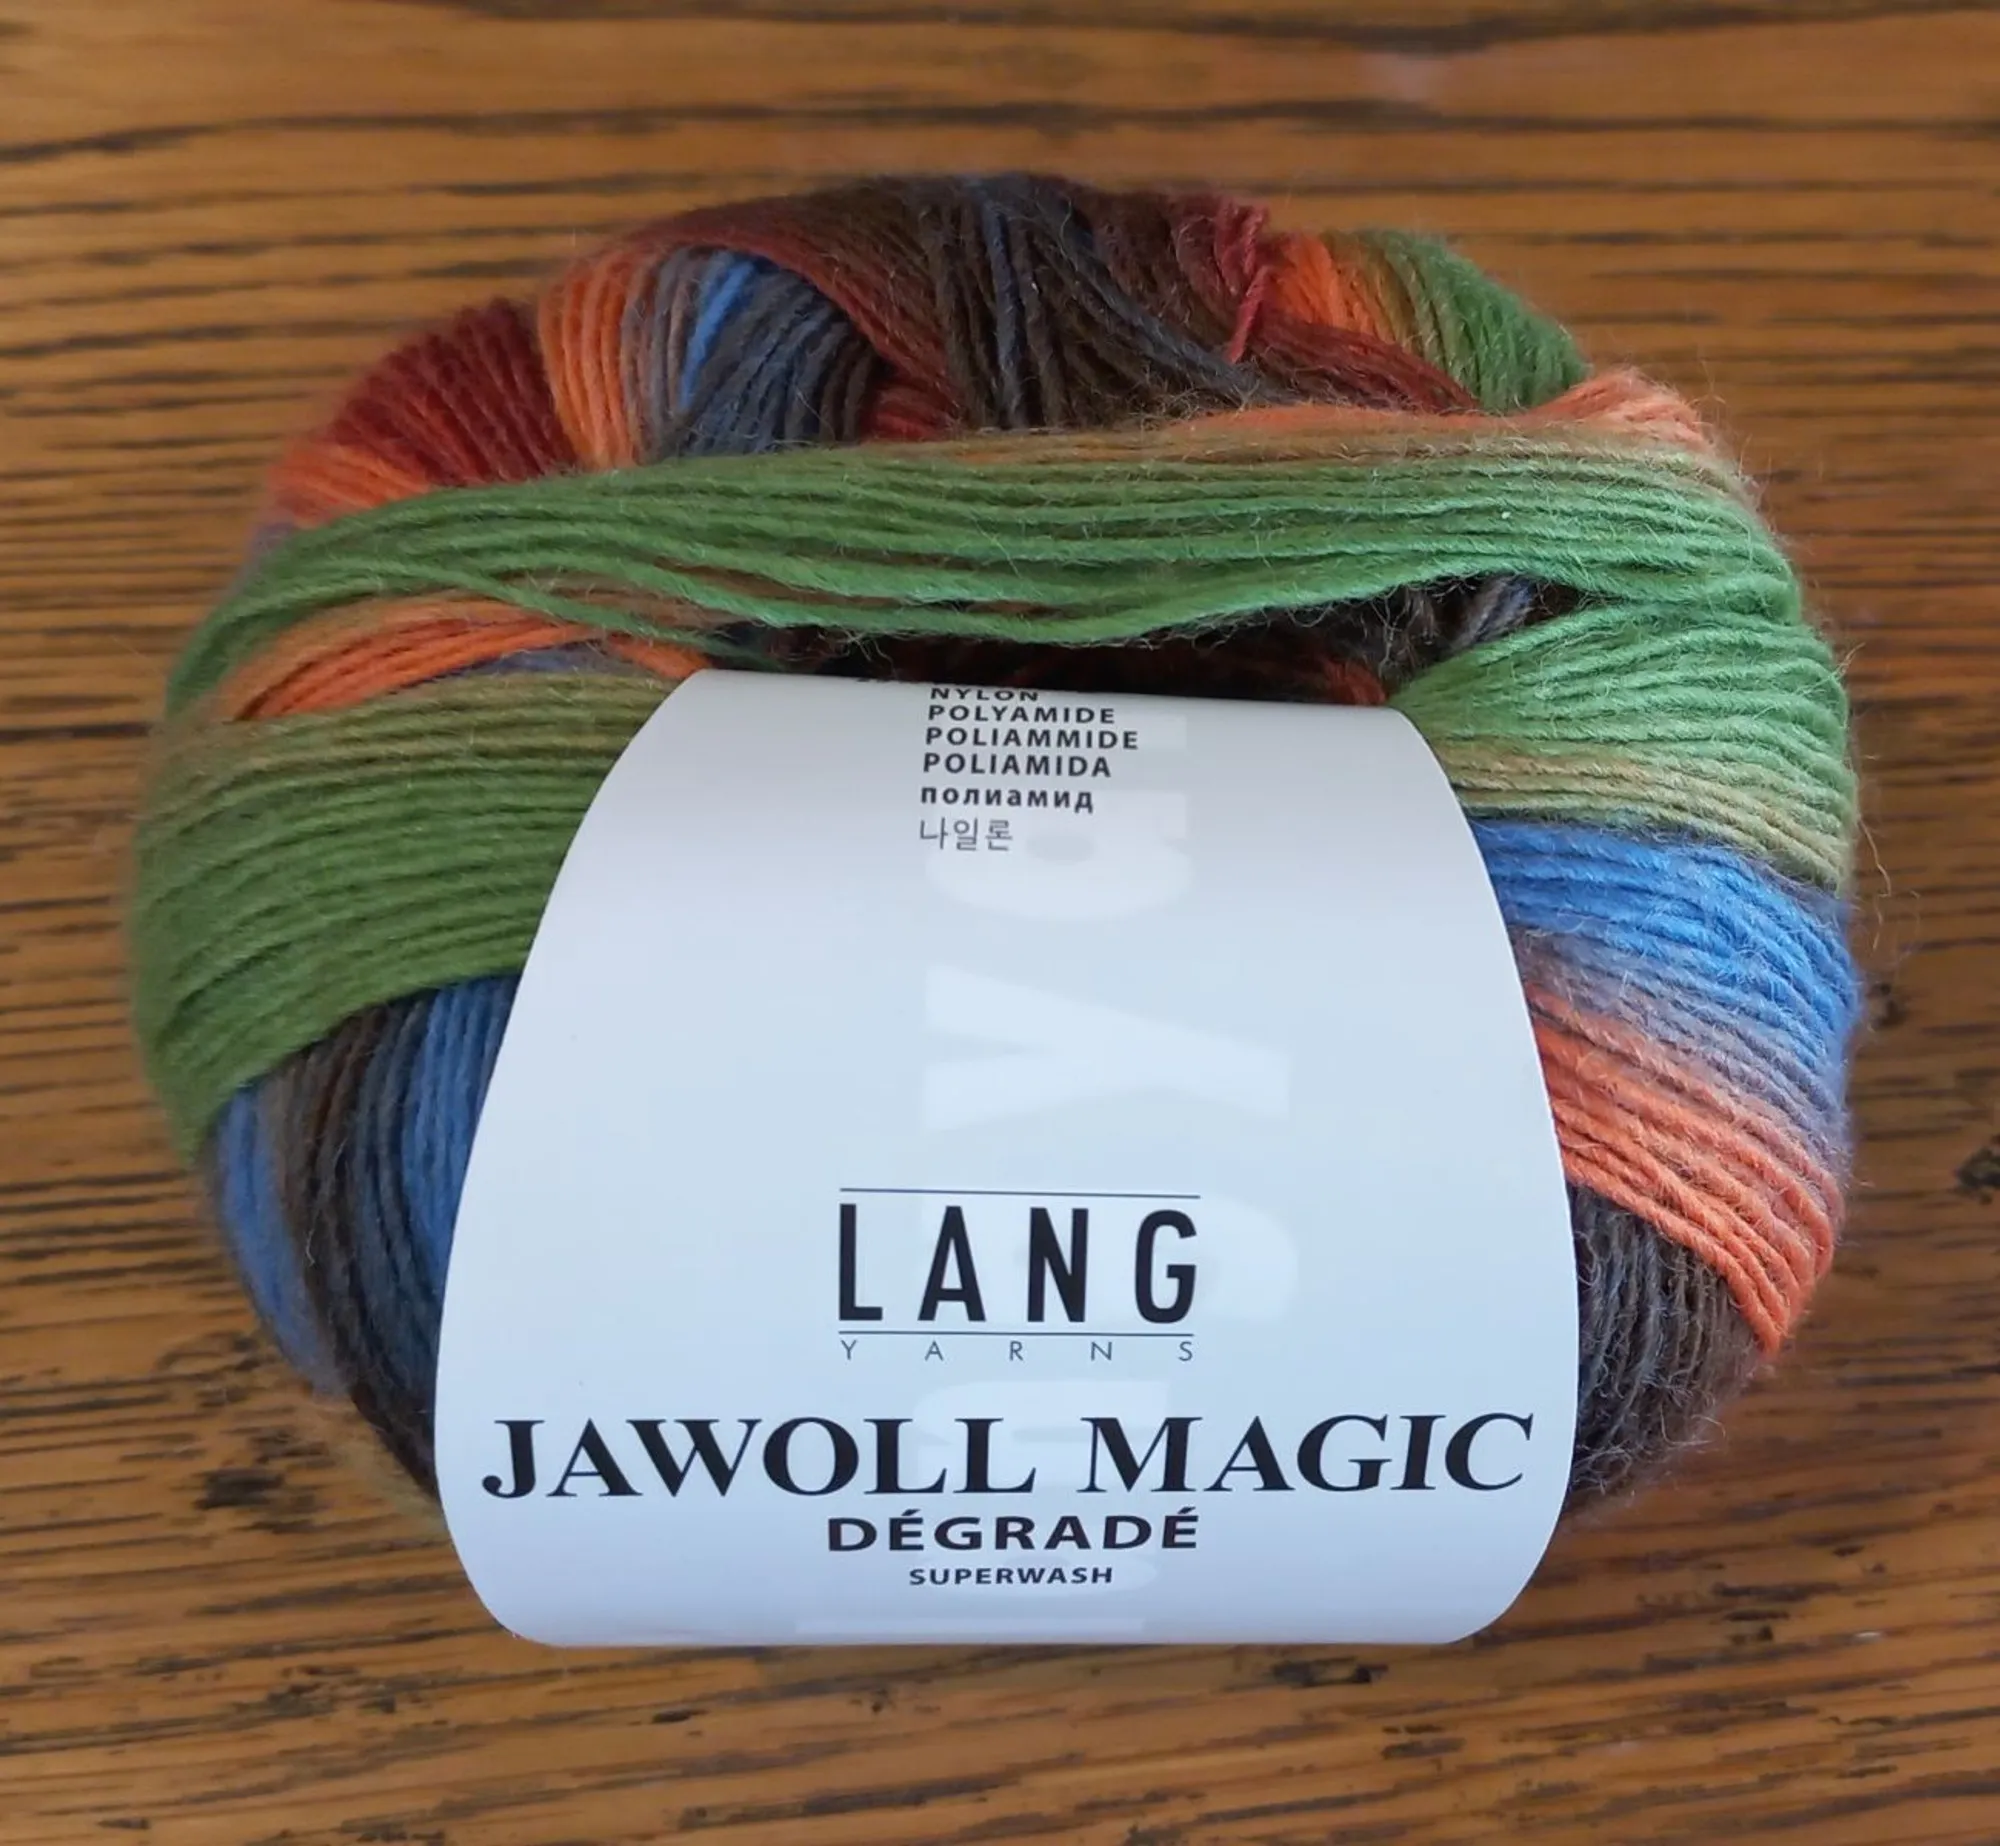 NYLON
POLYAMIDE
POLIAMMIDE
POLIAMIDA
полиамид
나일론
LANG
YARNS
JAWOLL MAGIC
DÉGRADÉ
SUPERWASH